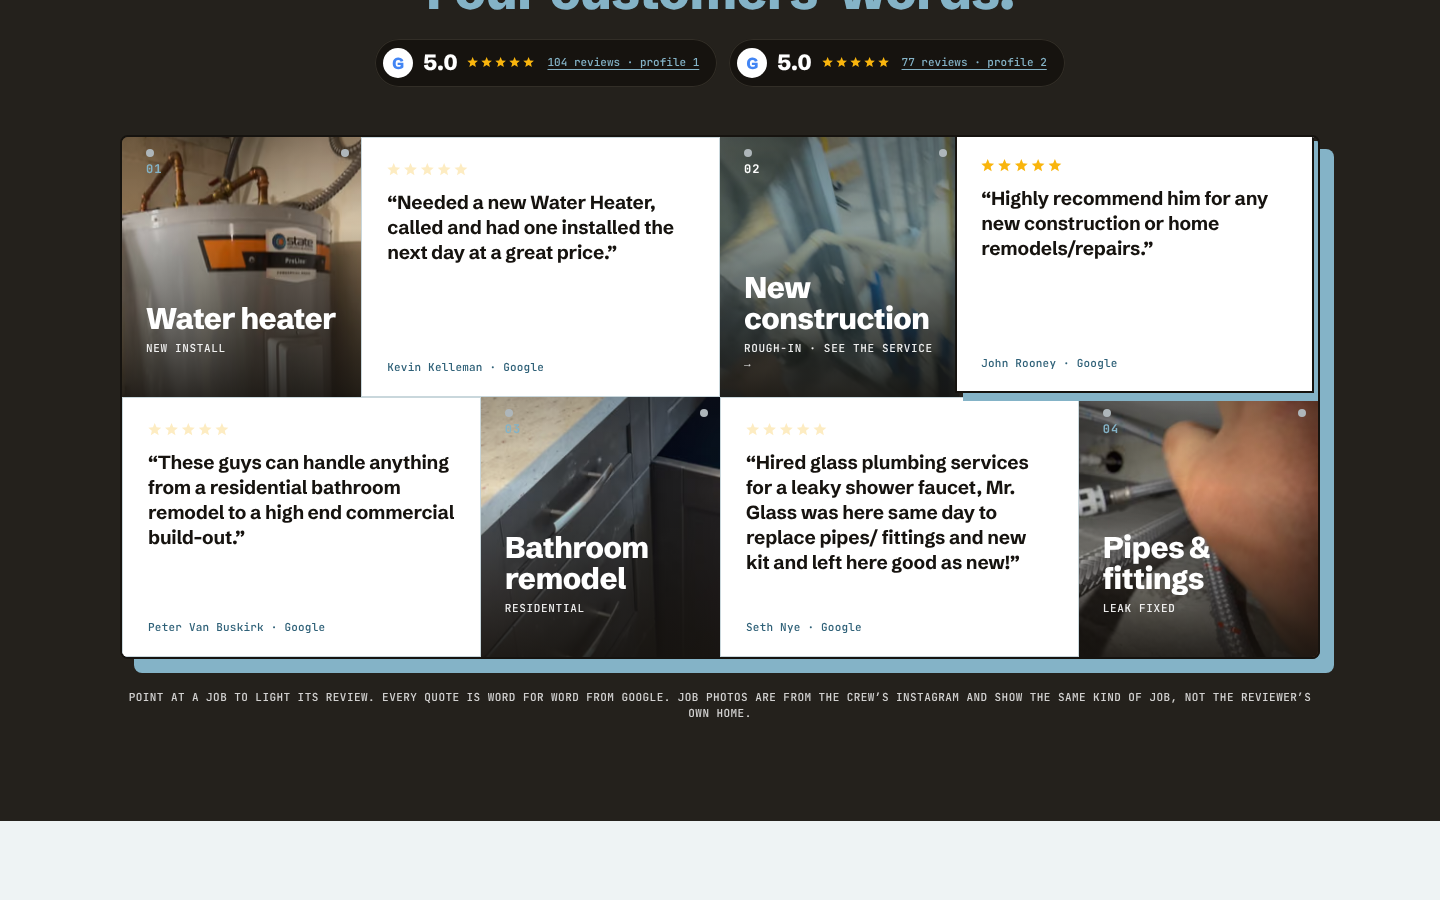 Four customers' words.
G 5.0 ★★★★★ 104 reviews · profile 1
G 5.0 ★★★★★ 77 reviews · profile 2
01
state
ProLine
Water heater
NEW INSTALL
★★★★★
“Needed a new Water Heater,
called and had one installed the
next day at a great price.”
Kevin Kelleman · Google
02
New
construction
ROUGH-IN · SEE THE SERVICE
→
★★★★★
“Highly recommend him for any
new construction or home
remodels/repairs.”
John Rooney · Google
★★★★★
“These guys can handle anything
from a residential bathroom
remodel to a high end commercial
build-out.”
Peter Van Buskirk · Google
03
Bathroom
remodel
RESIDENTIAL
★★★★★
“Hired glass plumbing services
for a leaky shower faucet, Mr.
Glass was here same day to
replace pipes/ fittings and new
kit and left here good as new!”
Seth Nye · Google
04
Pipes &
fittings
LEAK FIXED
POINT AT A JOB TO LIGHT ITS REVIEW. EVERY QUOTE IS WORD FOR WORD FROM GOOGLE. JOB PHOTOS ARE FROM THE CREW’S INSTAGRAM AND SHOW THE SAME KIND OF JOB, NOT THE REVIEWER’S
OWN HOME.